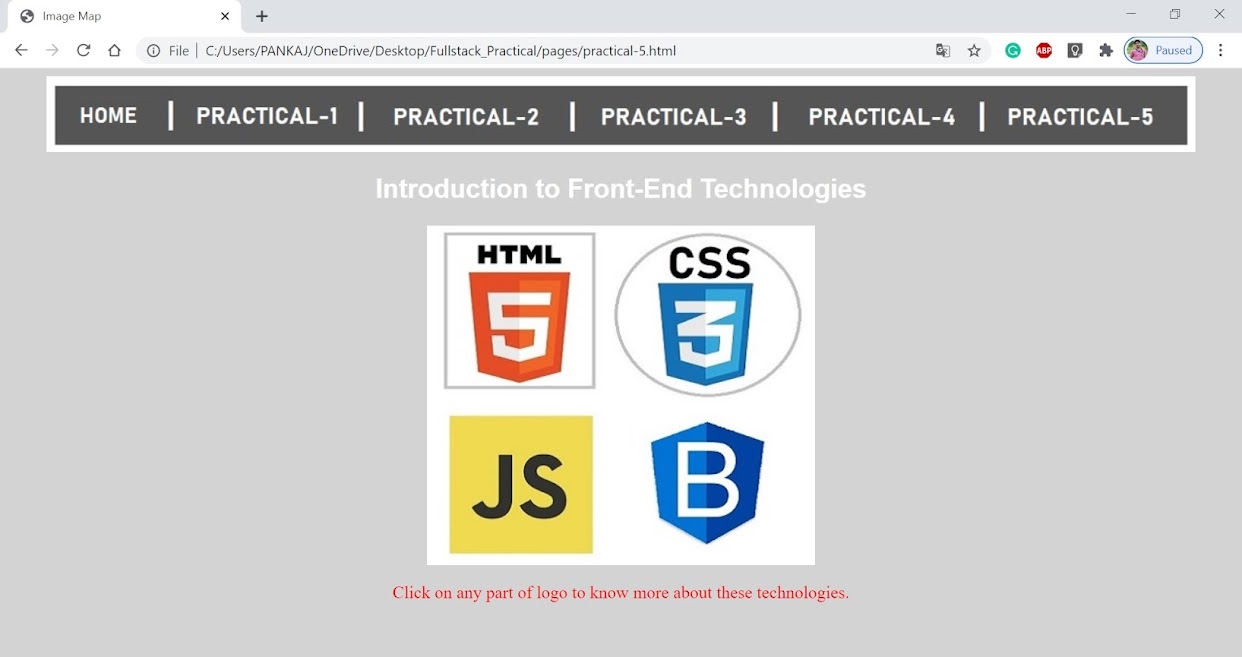 Image Map
File | C:/Users/PANKAJ/OneDrive/Desktop/Fullstack_Practical/pages/practical-5.html
ABP
Paused
HOME | PRACTICAL-1 | PRACTICAL-2 | PRACTICAL-3 | PRACTICAL-4 | PRACTICAL-5
Introduction to Front-End Technologies
HTML
5
CSS
3
JS
B
Click on any part of logo to know more about these technologies.